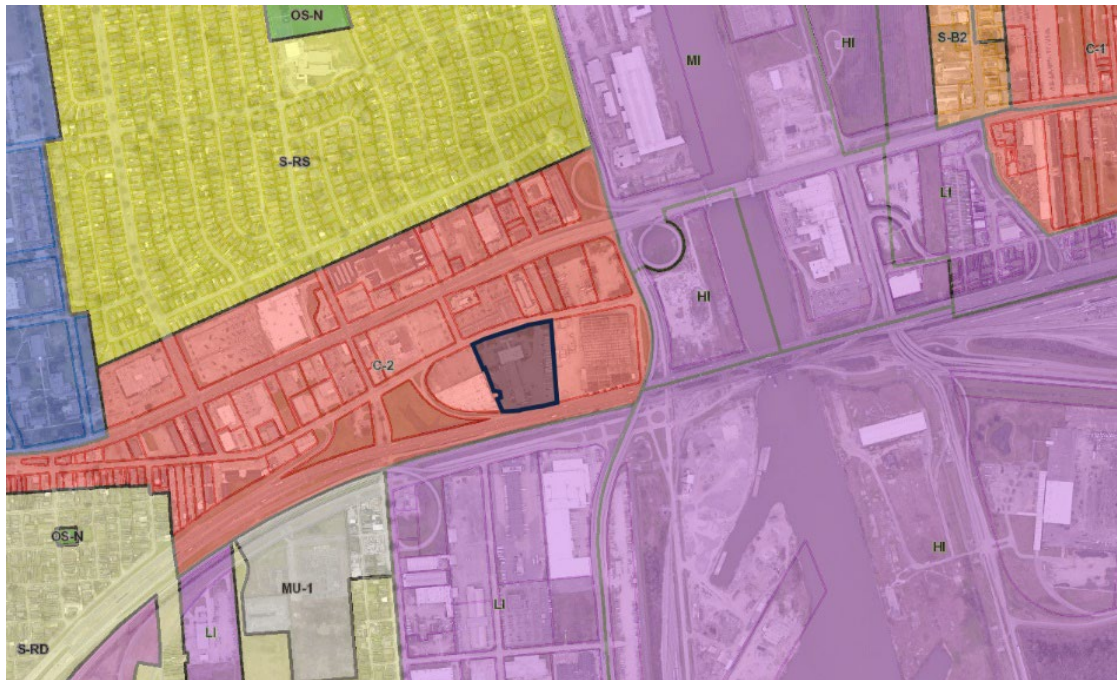 OS-N
HI
S-B2
C-1
MI
S-RS
LI
HI
C-2
OS-N
HI
MU-1
LI
LI
S-RD